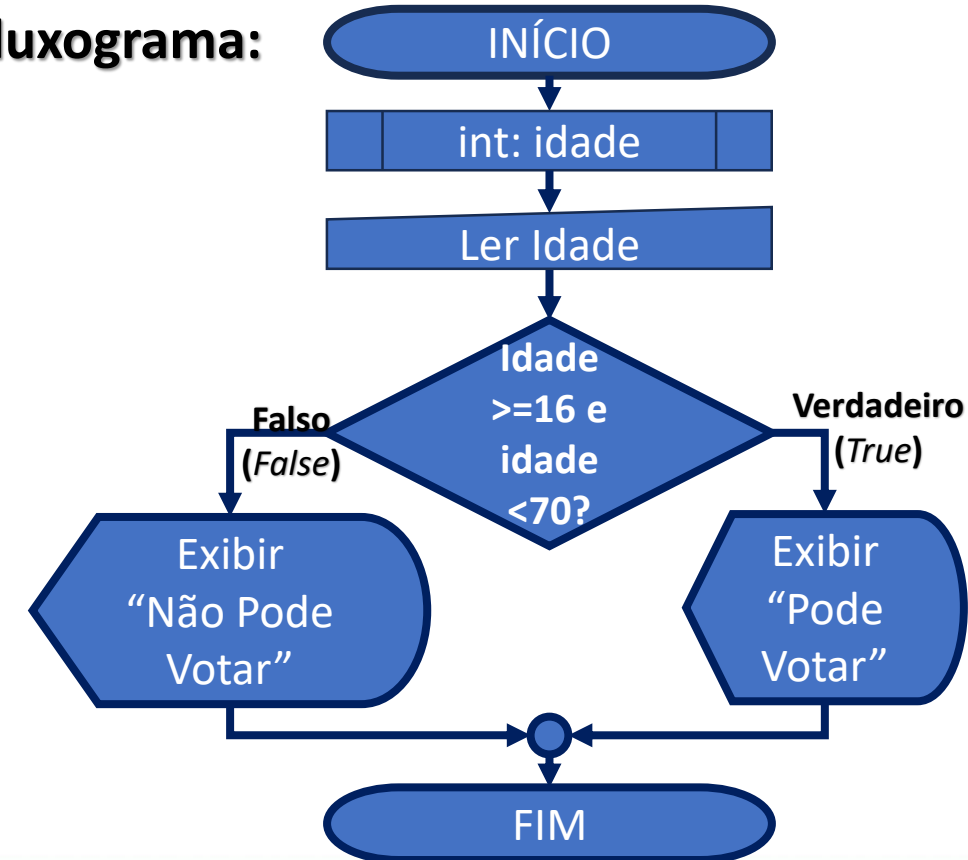 luxograma:
INÍCIO
int: idade
Ler Idade
Idade
>=16 e
idade
<70?
Falso
(False)
Verdadeiro
(True)
Exibir
“Não Pode
Votar”
Exibir
“Pode
Votar”
FIM